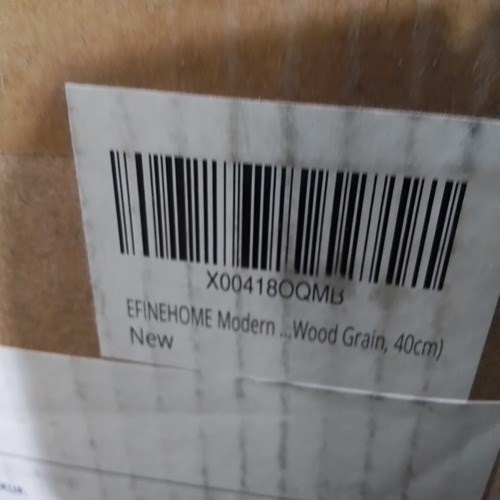 X00418OQMB
EFINEHOME Modern ...Wood Grain, 40cm)
New